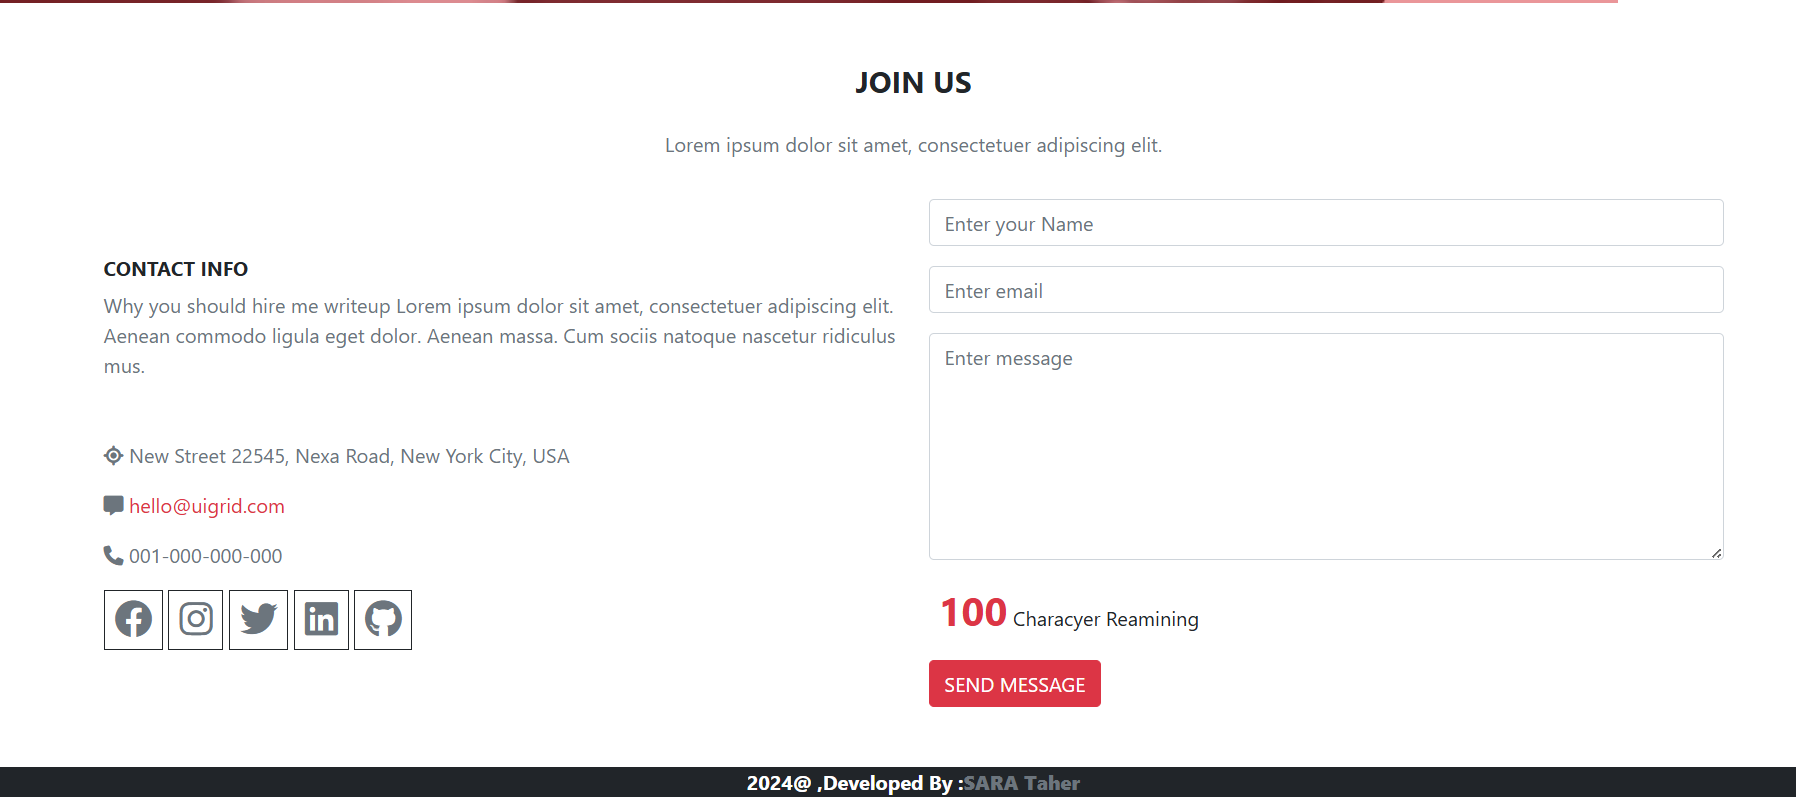 JOIN US
Lorem ipsum dolor sit amet, consectetuer adipiscing elit.
CONTACT INFO
Why you should hire me writeup Lorem ipsum dolor sit amet, consectetuer adipiscing elit.
Aenean commodo ligula eget dolor. Aenean massa. Cum sociis natoque nascetur ridiculus
mus.
New Street 22545, Nexa Road, New York City, USA
hello@uigrid.com
001-000-000-000
Enter your Name
Enter email
Enter message
100 Characyer Reamining
SEND MESSAGE
2024@ ,Developed By :SARA Taher